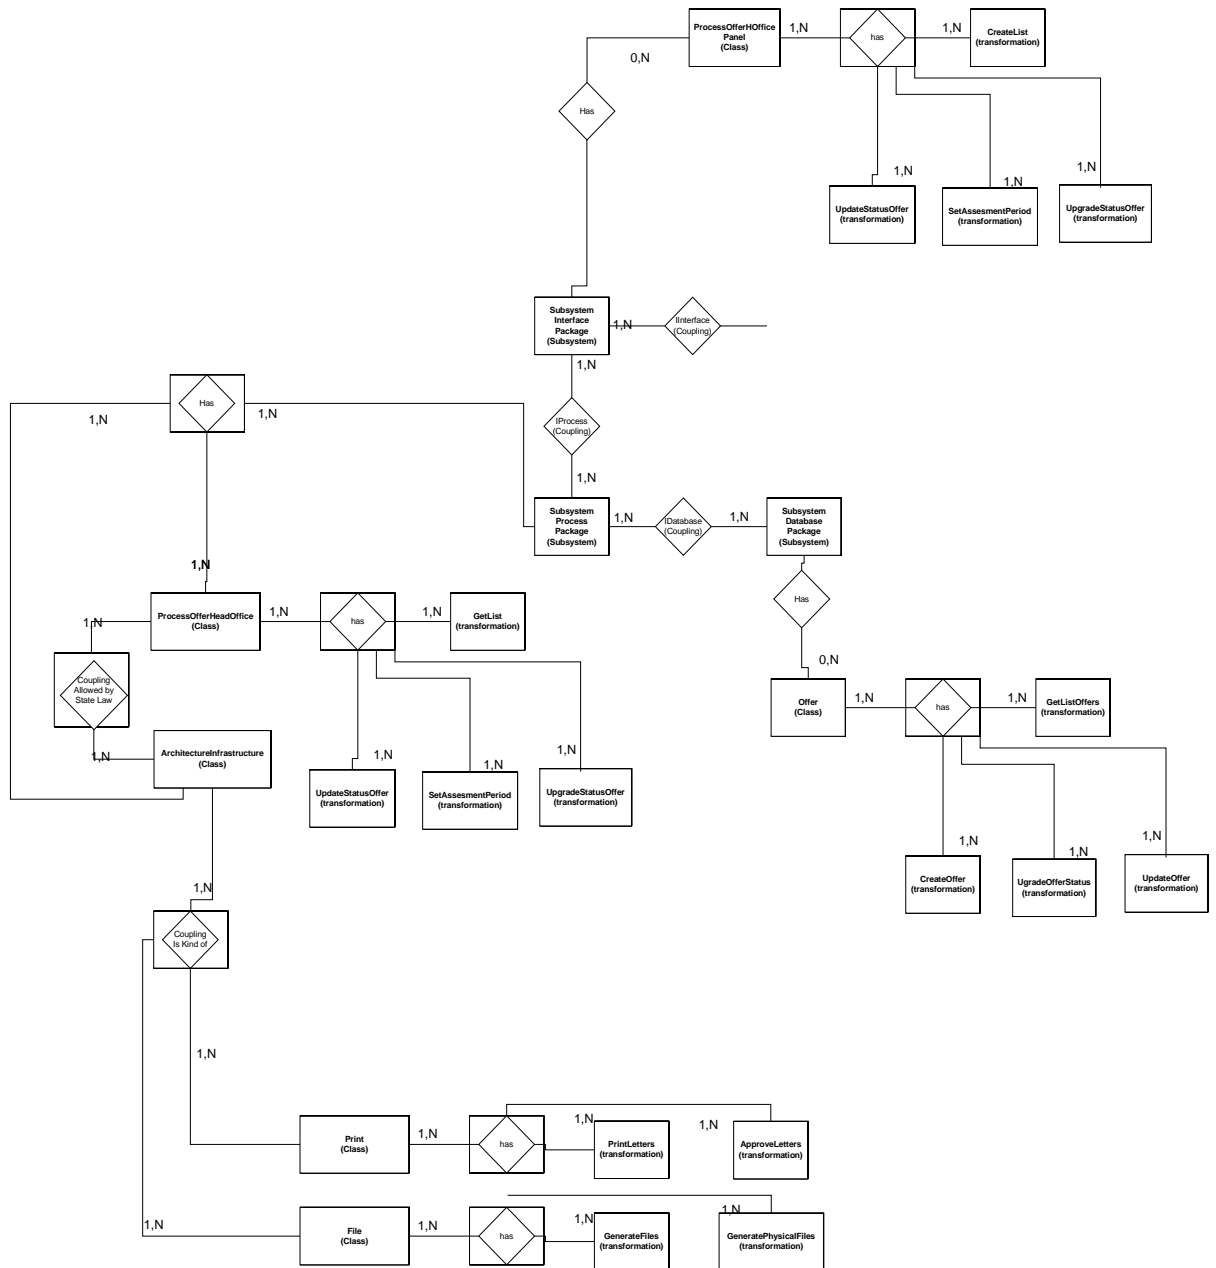 ProcessOfferHOffice
Panel
(Class)
1,N
has
1,N
CreateList
(transformation)
0,N
Has
1,N
1,N
1,N
UpdateStatusOffer
(transformation)
SetAssesmentPeriod
(transformation)
UpgradeStatusOffer
(transformation)
Subsystem
Interface
Package
(Subsystem)
1,N
IInterface
(Coupling)
1,N
Has
1,N
1,N
IProcess
(Coupling)
1,N
Subsystem
Process
Package
(Subsystem)
1,N
IDatabase
(Coupling)
1,N
Subsystem
Database
Package
(Subsystem)
1,N
Has
ProcessOfferHeadOffice
(Class)
1,N
has
1,N
GetList
(transformation)
1,N
0,N
Coupling
Allowed by
State Law
Offer
(Class)
1,N
has
1,N
GetListOffers
(transformation)
1,N
ArchitectureInfrastructure
(Class)
1,N
1,N
1,N
UpdateStatusOffer
(transformation)
SetAssesmentPeriod
(transformation)
UpgradeStatusOffer
(transformation)
1,N
1,N
1,N
CreateOffer
(transformation)
UgradeOfferStatus
(transformation)
UpdateOffer
(transformation)
1,N
Coupling
Is Kind of
1,N
Print
(Class)
1,N
has
1,N
PrintLetters
(transformation)
1,N
ApproveLetters
(transformation)
1,N
File
(Class)
1,N
has
1,N
GenerateFiles
(transformation)
1,N
GeneratePhysicalFiles
(transformation)